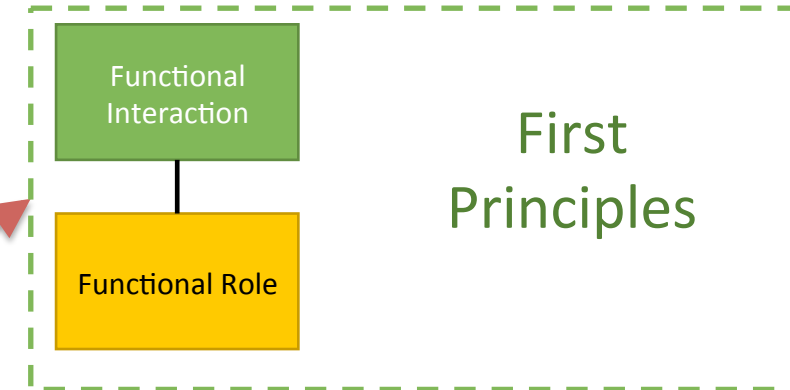 Functional
Interaction
First
Principles
Functional Role